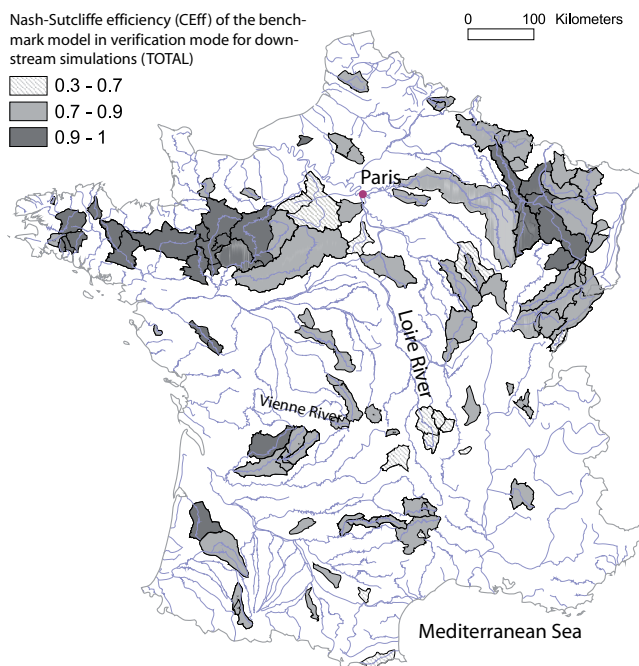 Nash-Sutcliffe efficiency (CEff) of the bench-
mark model in verification mode for down-
stream simulations (TOTAL)
0.3 - 0.7
0.7 - 0.9
0.9 - 1
0 100 Kilometers
Paris
Loire River
Vienne River
Mediterranean Sea